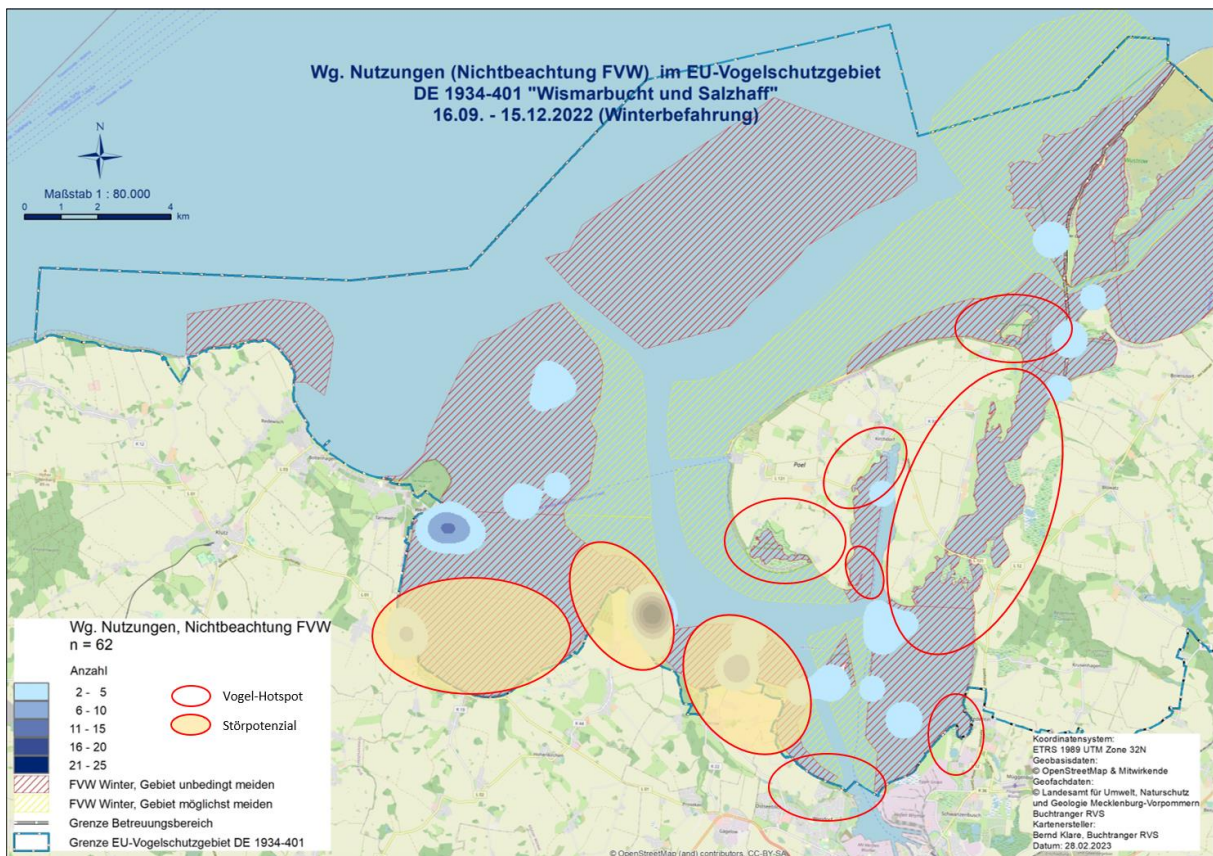 Wg. Nutzungen (Nichtbeachtung FVW) im EU-Vogelschutzgebiet
DE 1934-401 "Wismarbucht und Salzhaff"
16.09. - 15.12.2022 (Winterbefahrung)
N
Maßstab 1 : 80.000
0 1 2 4
km
Kirchdorf
Poel
Klütz
Wg. Nutzungen, Nichtbeachtung FVW
n = 62
Anzahl
2 - 5
6 - 10
11 - 15
16 - 20
21 - 25
Vogel-Hotspot
Störpotenzial
FVW Winter, Gebiet unbedingt meiden
FVW Winter, Gebiet möglichst meiden
Grenze Betreuungsbereich
Grenze EU-Vogelschutzgebiet DE 1934-401
Koordinatensystem:
ETRS 1989 UTM Zone 32N
Geobasisdaten:
© OpenStreetMap & Mitwirkende
Geofachdaten:
© Landesamt für Umwelt, Naturschutz
und Geologie Mecklenburg-Vorpommern
Buchtranger RVS
Kartenersteller:
Bernd Klare, Buchtranger RVS
Datum: 28.02.2023
© OpenStreetMap (and) contributors, CC-BY-SA